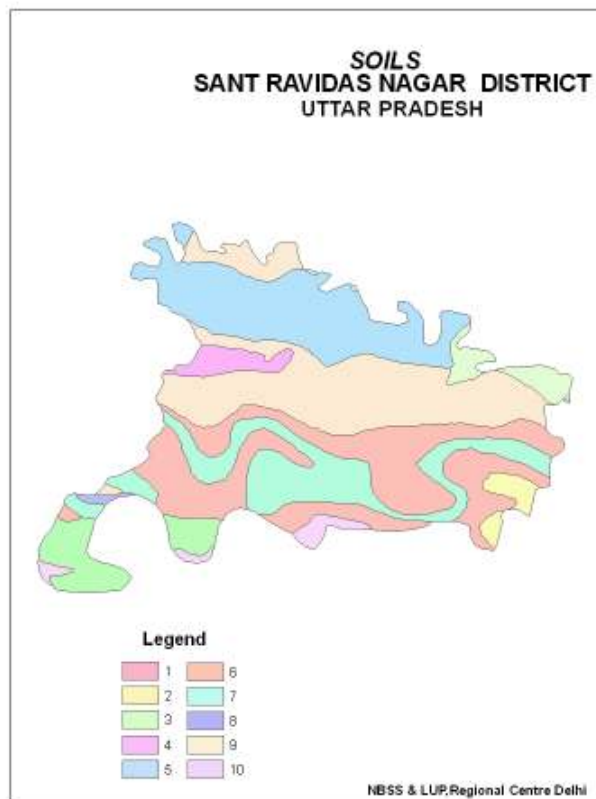 SOILS
SANT RAVIDAS NAGAR DISTRICT
UTTAR PRADESH
Legend
1 6
2 7
3 8
4 9
5 10
NBSS & LUP,Regional Centre Delhi